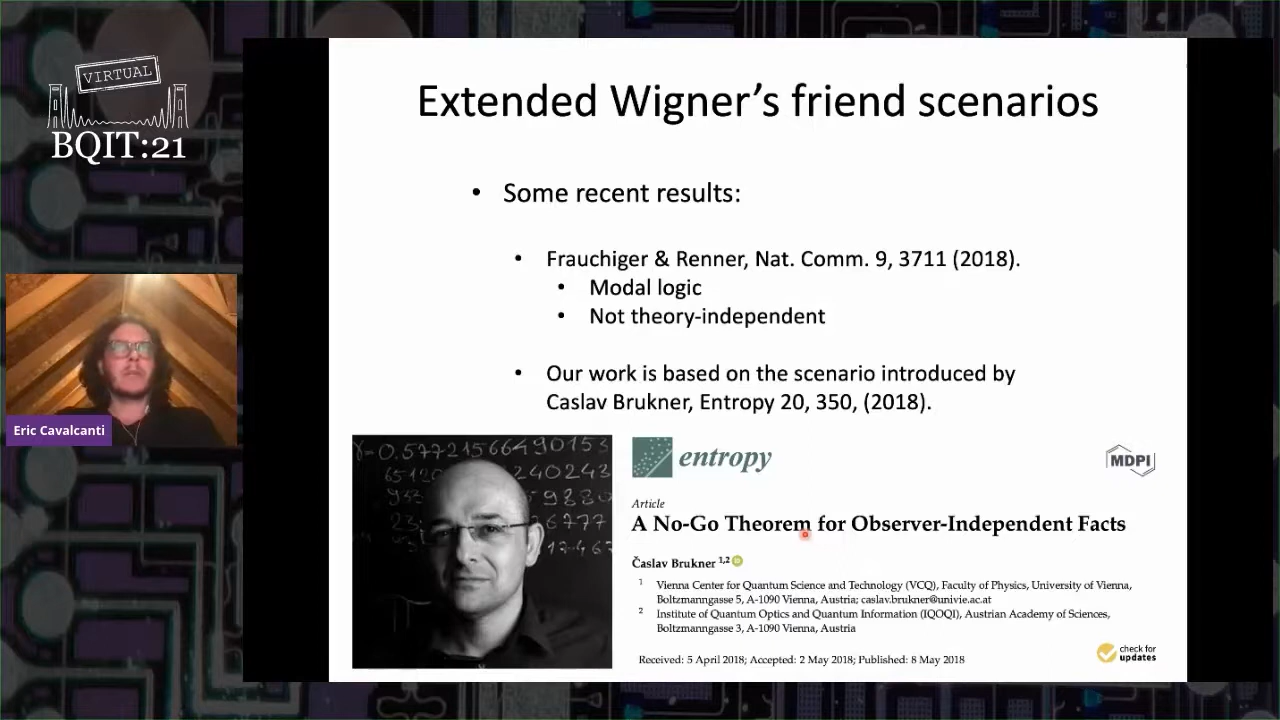 VIRTUAL
BQIT:21
Eric Cavalcanti
Extended Wigner's friend scenarios
• Some recent results:
• Frauchiger & Renner, Nat. Comm. 9, 3711 (2018).
• Modal logic
• Not theory-independent
• Our work is based on the scenario introduced by
Caslav Brukner, Entropy 20, 350, (2018).
γ=0.57721566490153
240243
entropy
MDPI
Article
A No-Go Theorem for Observer-Independent Facts
Časlav Brukner 1,2 iD
1 Vienna Center for Quantum Science and Technology (VCQ), Faculty of Physics, University of Vienna,
Boltzmanngasse 5, A-1090 Vienna, Austria; caslav.brukner@univie.ac.at
2 Institute of Quantum Optics and Quantum Information (IQOQI), Austrian Academy of Sciences,
Boltzmanngasse 3, A-1090 Vienna, Austria
check for
updates
Received: 5 April 2018; Accepted: 2 May 2018; Published: 8 May 2018